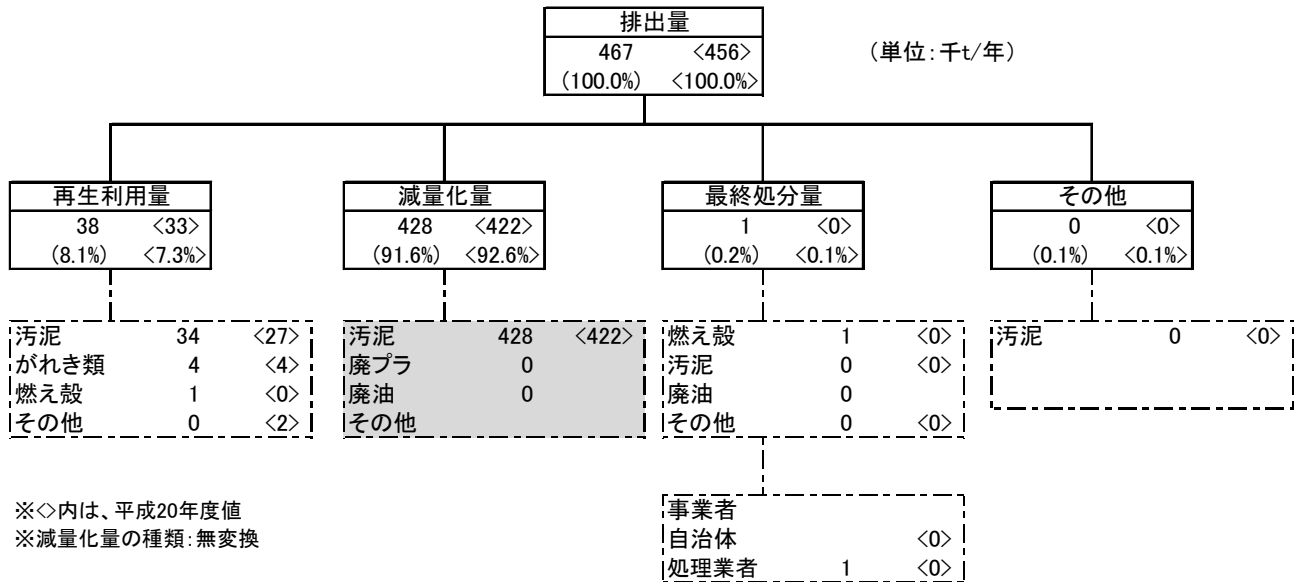 排出量
467 <456>
(100.0%) <100.0%>
(単位:千t/年)
再生利用量
38 <33>
(8.1%) <7.3%>
減量化量
428 <422>
(91.6%) <92.6%>
最終処分量
1 <0>
(0.2%) <0.1%>
その他
0 <0>
(0.1%) <0.1%>
汚泥 34 <27>
がれき類 4 <4>
燃え殻 1 <0>
その他 0 <2>
汚泥 428 <422>
廃プラ 0
廃油 0
その他
燃え殻 1 <0>
汚泥 0 <0>
廃油 0
その他 0 <0>
汚泥 0 <0>
事業者
自治体 <0>
処理業者 1 <0>
※<>内は、平成20年度値
※減量化量の種類:無変換